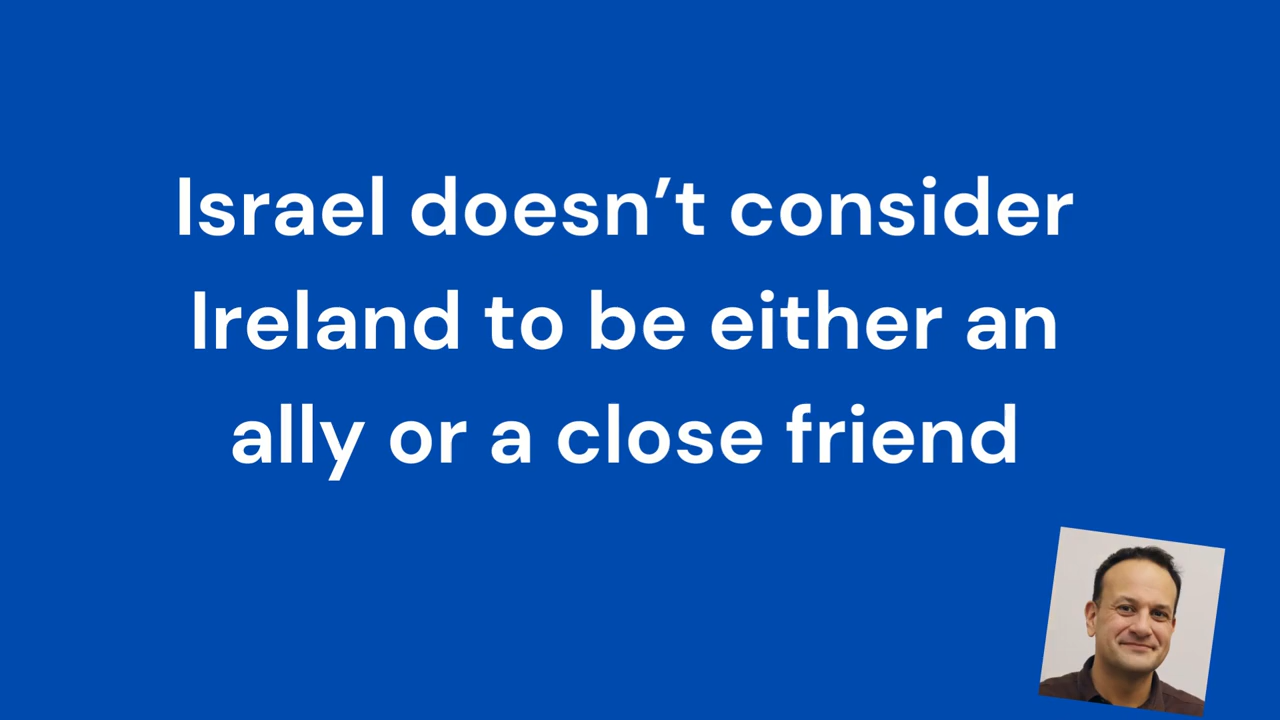 Israel doesn’t consider
Ireland to be either an
ally or a close friend